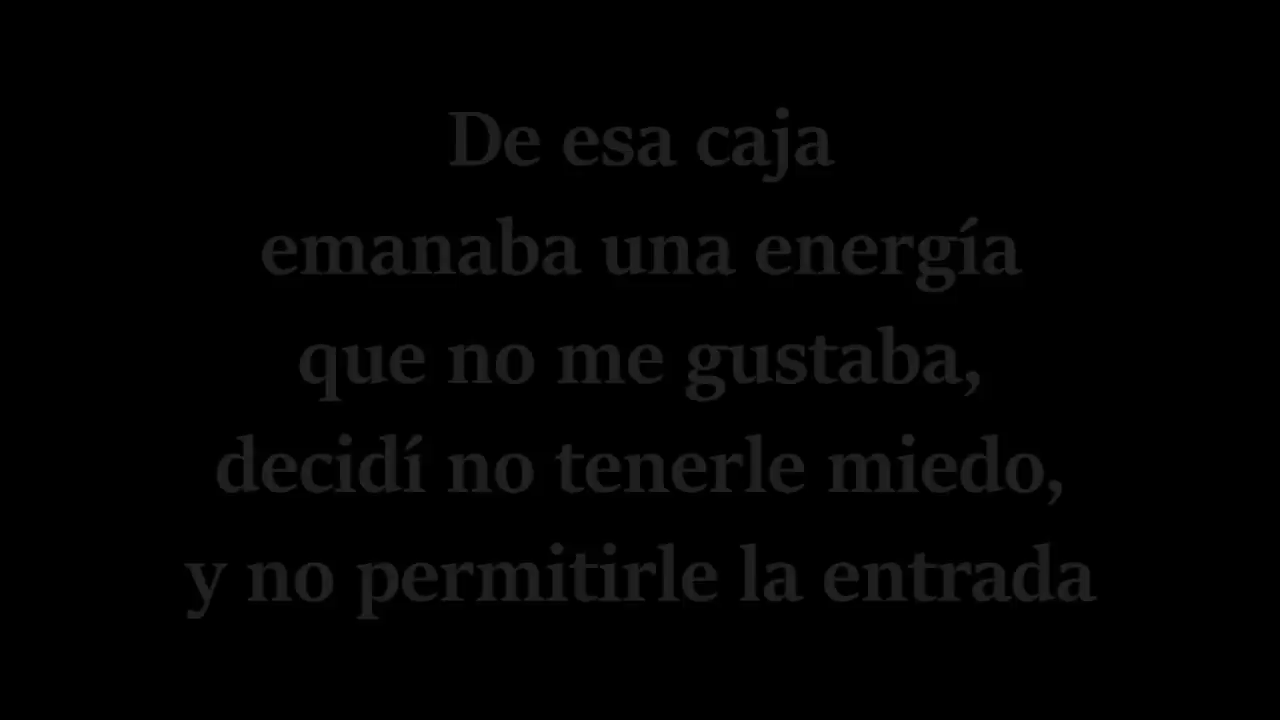 De esa caja
emanaba una energía
que no me gustaba,
decidí no tenerle miedo,
y no permitirle la entrada